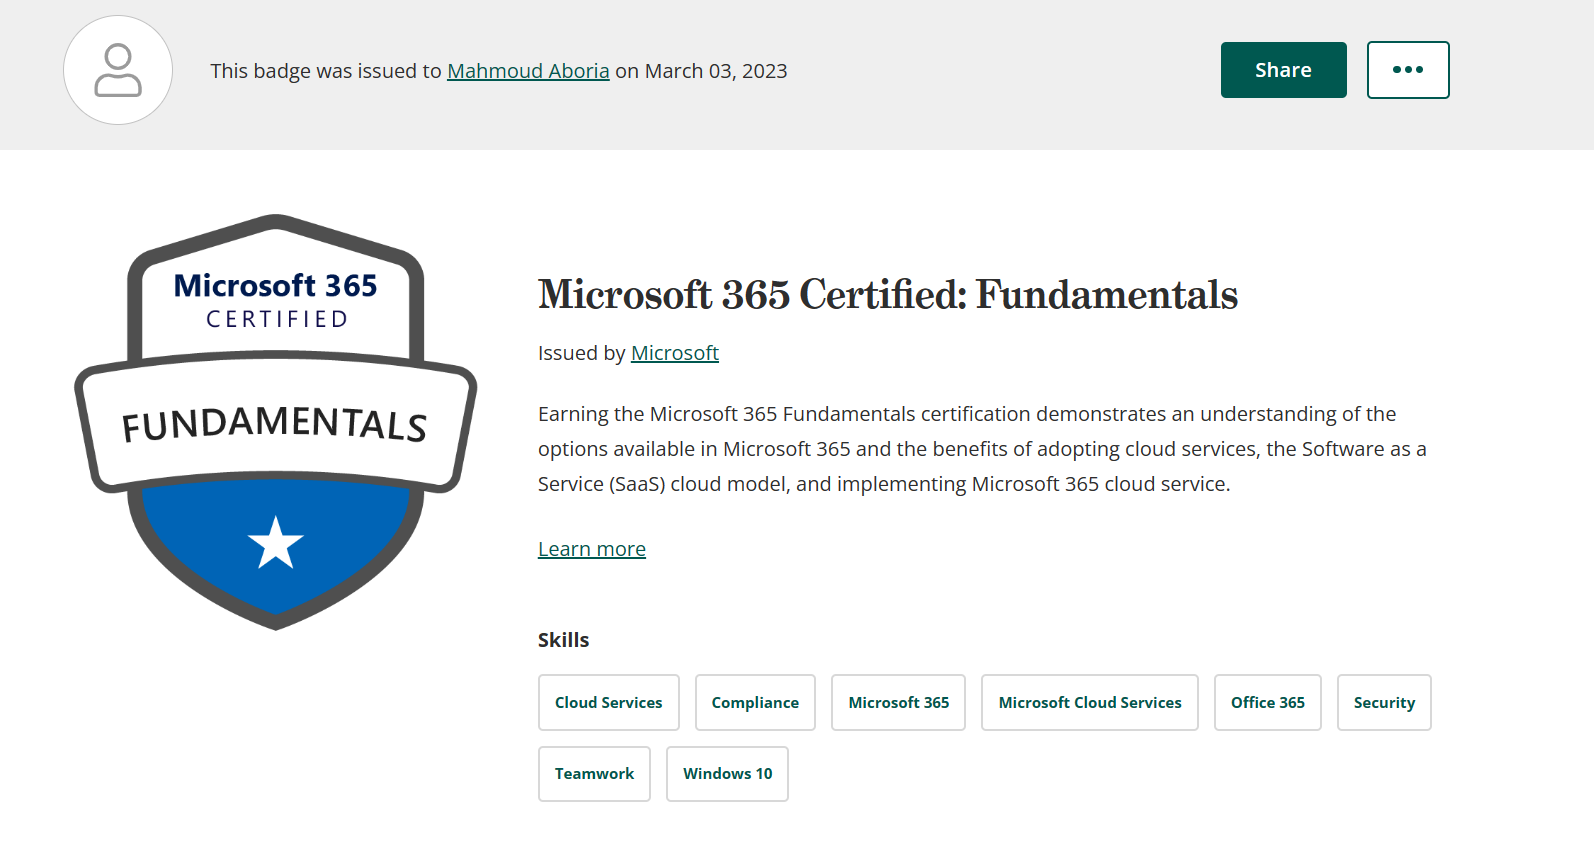 This badge was issued to Mahmoud Aboria on March 03, 2023
Share
Microsoft 365
CERTIFIED
FUNDAMENTALS
Microsoft 365 Certified: Fundamentals
Issued by Microsoft
Earning the Microsoft 365 Fundamentals certification demonstrates an understanding of the
options available in Microsoft 365 and the benefits of adopting cloud services, the Software as a
Service (SaaS) cloud model, and implementing Microsoft 365 cloud service.
Learn more
Skills
Cloud Services Compliance Microsoft 365 Microsoft Cloud Services Office 365 Security
Teamwork Windows 10